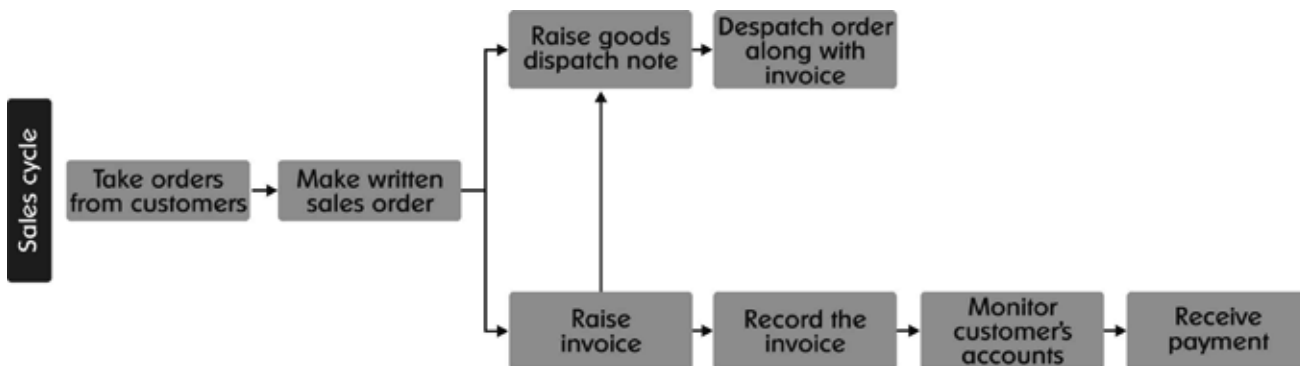 Sales cycle
Take orders
from customers
Make written
sales order
Raise goods
dispatch note
Despatch order
along with
invoice
Raise
invoice
Record the
invoice
Monitor
customer's
accounts
Receive
payment